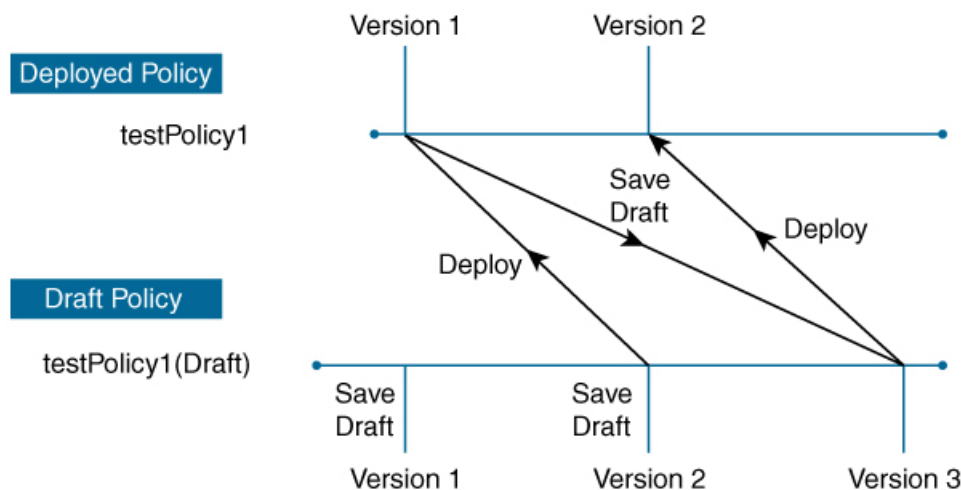 Version 1
Version 2
Deployed Policy
testPolicy1
Save
Draft
Deploy
Deploy
Draft Policy
testPolicy1(Draft)
Save
Draft
Save
Draft
Version 1
Version 2
Version 3